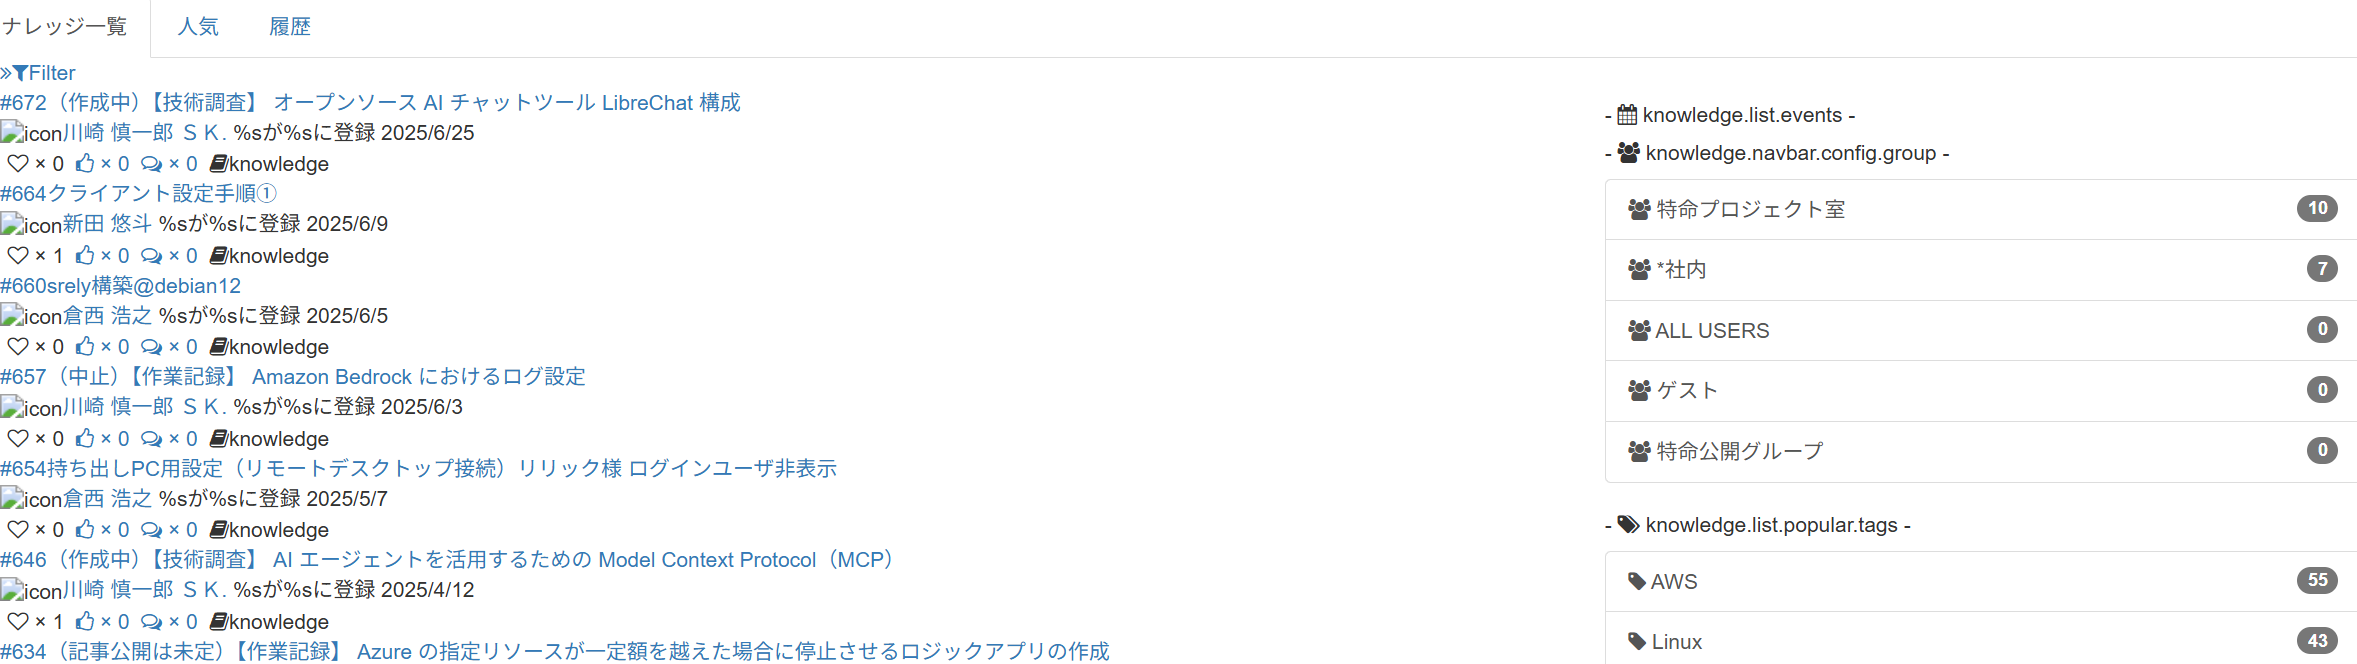 ナレッジ一覧 人気 履歴
Filter
#672（作成中）【技術調査】 オープンソース AI チャットツール LibreChat 構成
icon川崎 慎一郎 ＳＫ. %sが%sに登録 2025/6/25
× 0 × 0 × 0 knowledge
#664クライアント設定手順①
icon新田 悠斗 %sが%sに登録 2025/6/9
× 1 × 0 × 0 knowledge
#660srely構築@debian12
icon倉西 浩之 %sが%sに登録 2025/6/5
× 0 × 0 × 0 knowledge
#657（中止）【作業記録】 Amazon Bedrock におけるログ設定
icon川崎 慎一郎 ＳＫ. %sが%sに登録 2025/6/3
× 0 × 0 × 0 knowledge
#654持ち出しPC用設定（リモートデスクトップ接続）リリック様 ログインユーザ非表示
icon倉西 浩之 %sが%sに登録 2025/5/7
× 0 × 0 × 0 knowledge
#646（作成中）【技術調査】 AI エージェントを活用するための Model Context Protocol（MCP）
icon川崎 慎一郎 ＳＫ. %sが%sに登録 2025/4/12
× 1 × 0 × 0 knowledge
#634（記事公開は未定）【作業記録】 Azure の指定リソースが一定額を越えた場合に停止させるロジックアプリの作成
- knowledge.list.events -
- knowledge.navbar.config.group -
特命プロジェクト室 10
*社内 7
ALL USERS 0
ゲスト 0
特命公開グループ 0
- knowledge.list.popular.tags -
AWS 55
Linux 43